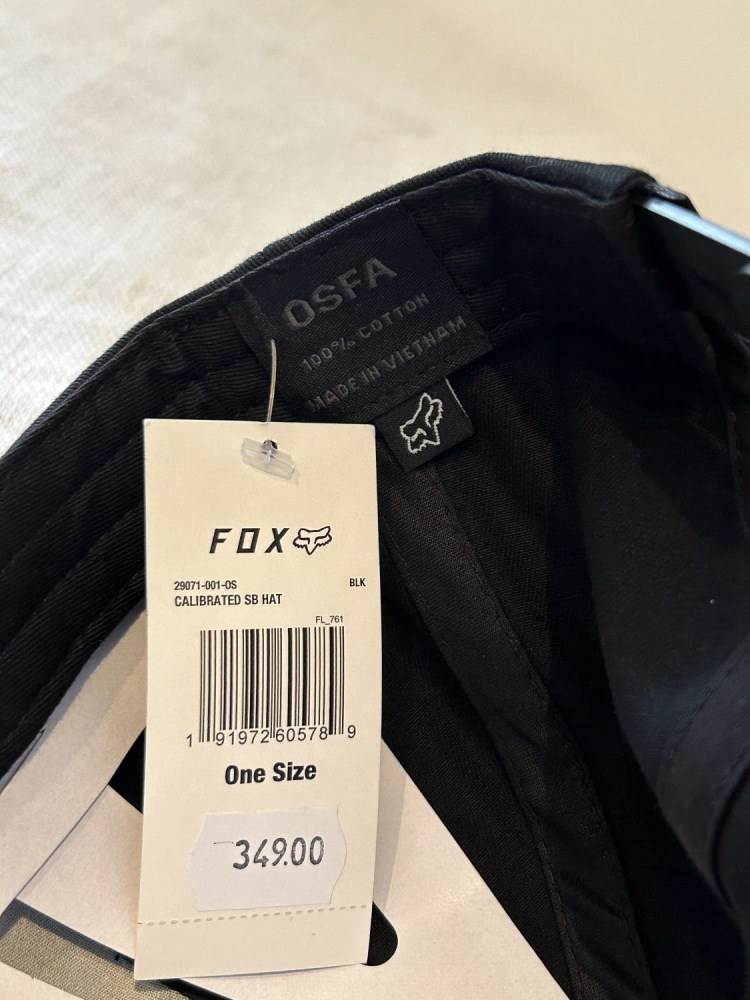 OSFA
100% COTTON
MADE IN VIETNAM
FOX
29071-001-OS BLK
CALIBRATED SB HAT
FL_761
1 91972 60578 9
One Size
349.00